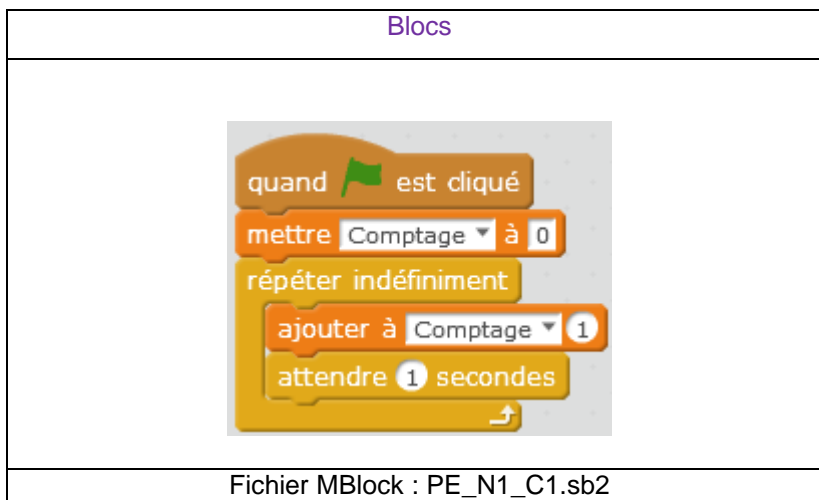 Blocs
quand est cliqué
mettre Comptage à 0
répéter indéfiniment
ajouter à Comptage 1
attendre 1 secondes
Fichier MBlock : PE_N1_C1.sb2